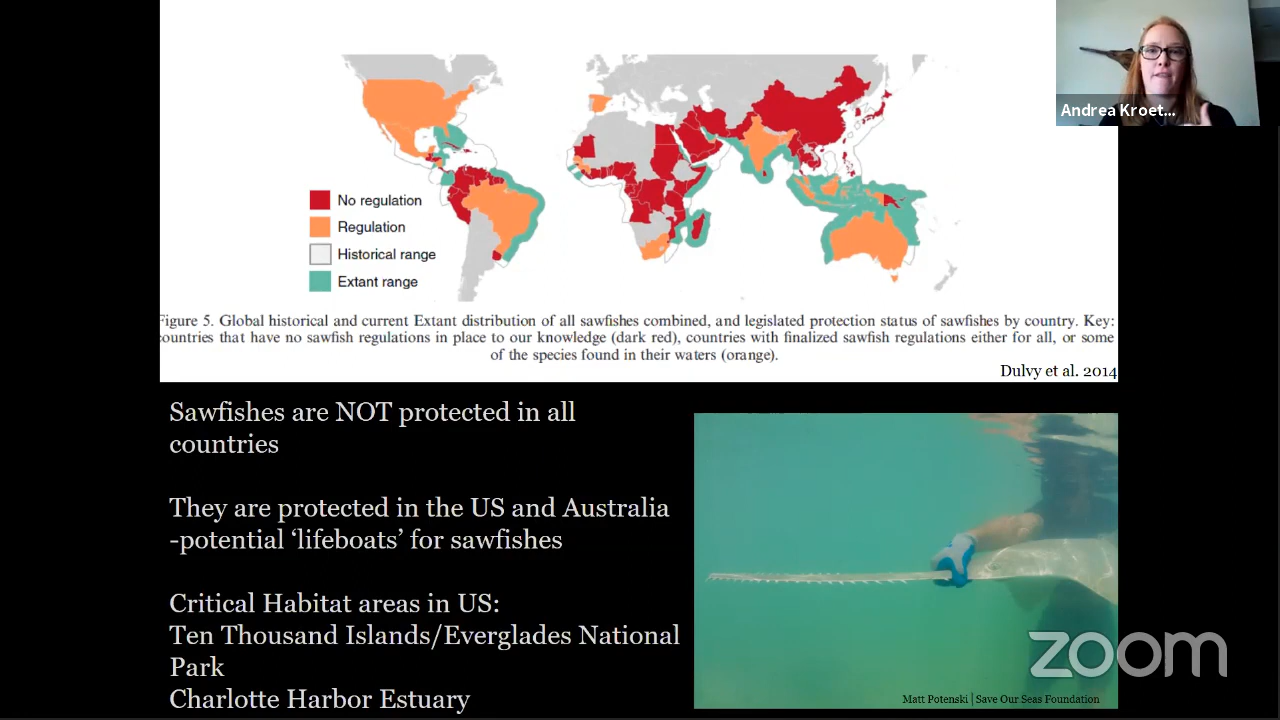 Andrea Kroet...
No regulation
Regulation
Historical range
Extant range
Figure 5. Global historical and current Extant distribution of all sawfishes combined, and legislated protection status of sawfishes by country. Key:
countries that have no sawfish regulations in place to our knowledge (dark red), countries with finalized sawfish regulations either for all, or some
of the species found in their waters (orange).
Dulvy et al. 2014
Sawfishes are NOT protected in all
countries
They are protected in the US and Australia
-potential ‘lifeboats’ for sawfishes
Critical Habitat areas in US:
Ten Thousand Islands/Everglades National
Park
Charlotte Harbor Estuary
zoom
Matt Potenski | Save Our Seas Foundation